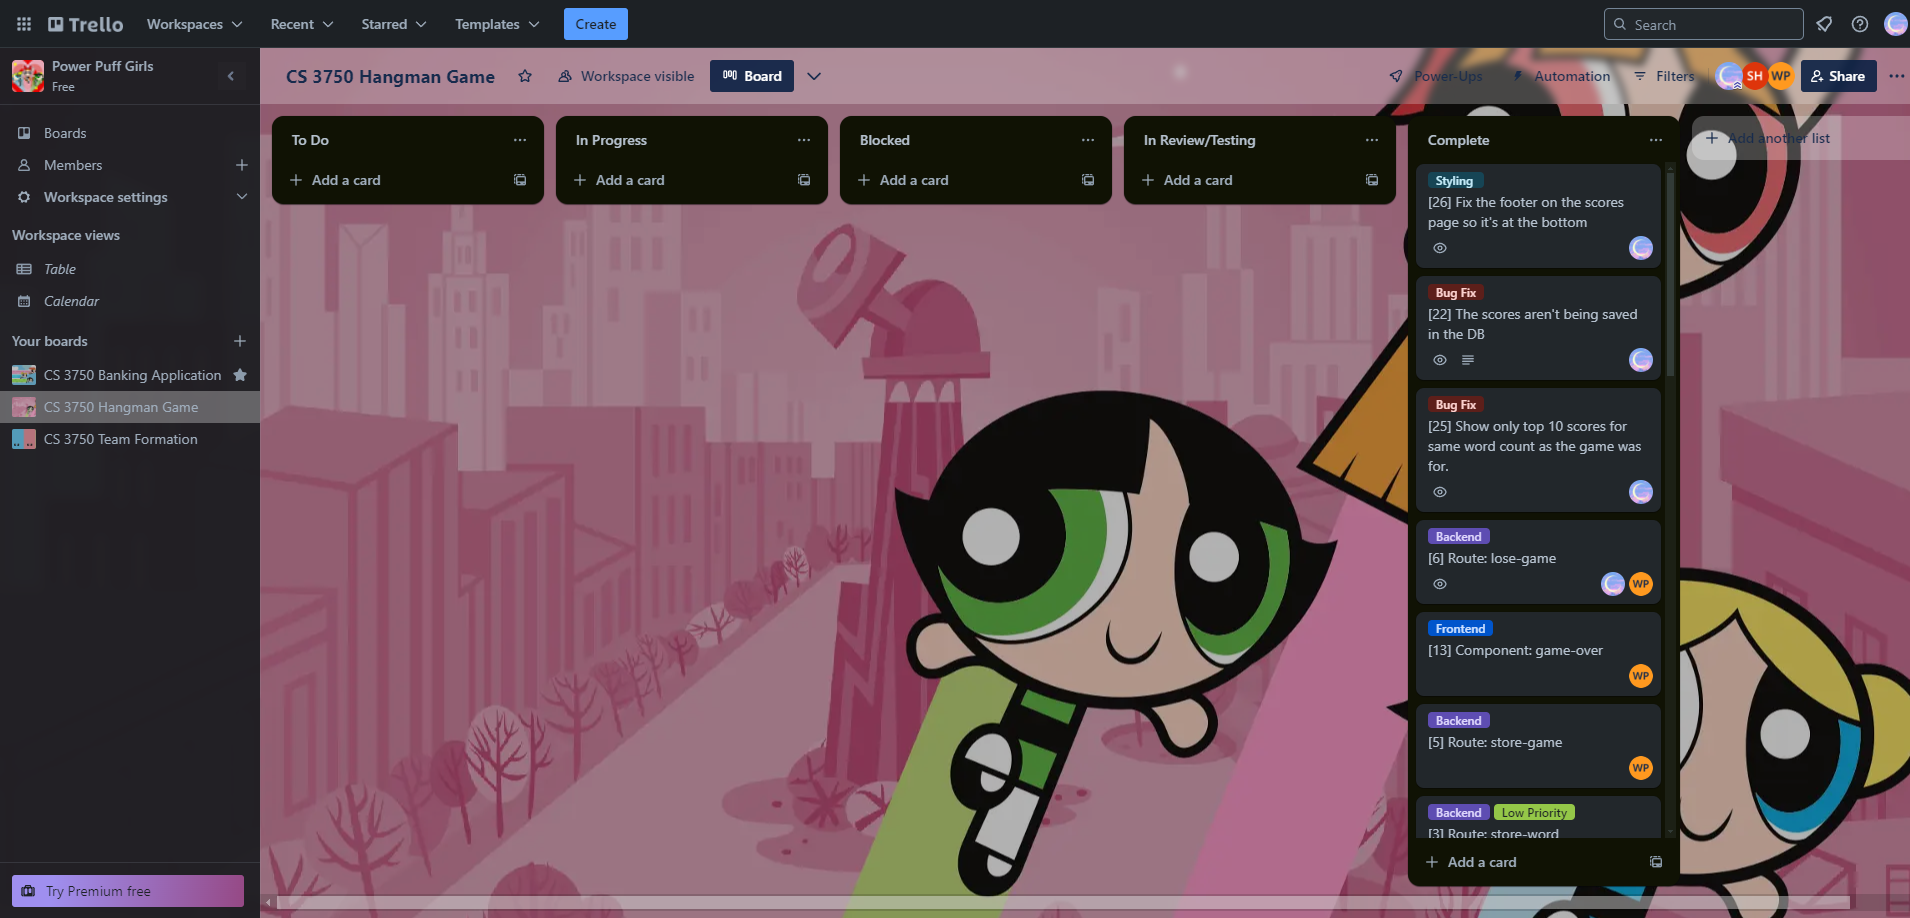 Trello
Workspaces
Recent
Starred
Templates
Create
Search
Power Puff Girls
Free
CS 3750 Hangman Game
Workspace visible
Board
Power-Ups
Automation
Filters
SH
WP
Share
Boards
Members
Workspace settings
Workspace views
Table
Calendar
Your boards
CS 3750 Banking Application
CS 3750 Hangman Game
CS 3750 Team Formation
Try Premium free
To Do
Add a card
In Progress
Add a card
Blocked
Add a card
In Review/Testing
Add a card
Complete
Styling
[26] Fix the footer on the scores
page so it's at the bottom
Bug Fix
[22] The scores aren't being saved
in the DB
Bug Fix
[25] Show only top 10 scores for
same word count as the game was
for.
Backend
[6] Route: lose-game
WP
Frontend
[13] Component: game-over
WP
Backend
[5] Route: store-game
WP
Backend Low Priority
[3] Route: store-word
Add a card
Add another list